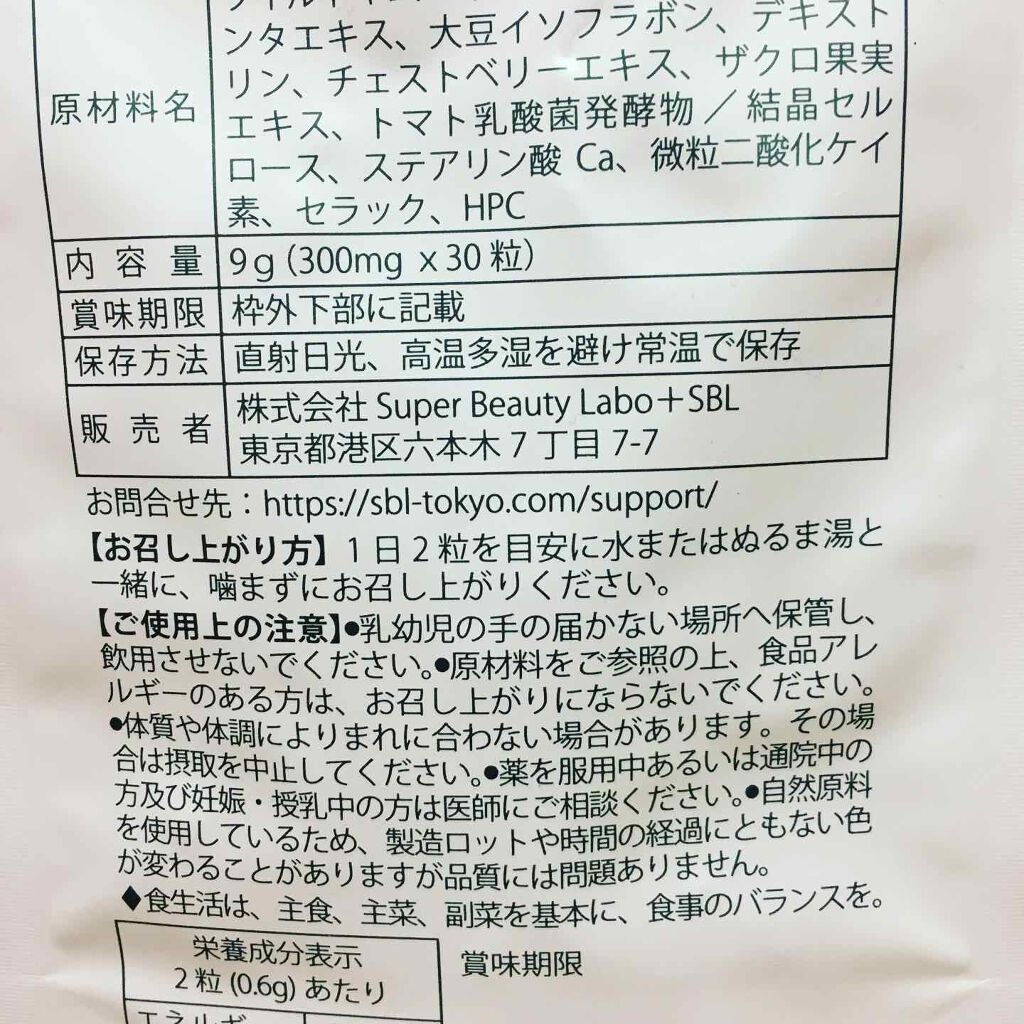 ンタエキス、大豆イソフラボン、デキスト
リン、チェストベリーエキス、ザクロ果実
原材料名
エキス、トマト乳酸菌発酵物／結晶セル
ロース、ステアリン酸 Ca、微粒二酸化ケイ
素、セラック、HPC
内容量 9g (300mg x 30 粒)
賞味期限 枠外下部に記載
保存方法 直射日光、高温多湿を避け常温で保存
販売者 株式会社 Super Beauty Labo＋SBL
東京都港区六本木 7 丁目 7-7
お問合せ先：https://sbl-tokyo.com/support/
【お召し上がり方】1 日 2 粒を目安に水またはぬるま湯と
一緒に、噛まずにお召し上がりください。
【ご使用上の注意】●乳幼児の手の届かない場所へ保管し、
飲用させないでください。●原材料をご参照の上、食品アレ
ルギーのある方は、お召し上がりにならないでください。
●体質や体調によりまれに合わない場合があります。その場
合は摂取を中止してください。●薬を服用中あるいは通院中の
方及び妊娠・授乳中の方は医師にご相談ください。●自然原料
を使用しているため、製造ロットや時間の経過にともない色
が変わることがありますが品質には問題ありません。
◆食生活は、主食、主菜、副菜を基本に、食事のバランスを。
栄養成分表示
2 粒 (0.6g) あたり
賞味期限